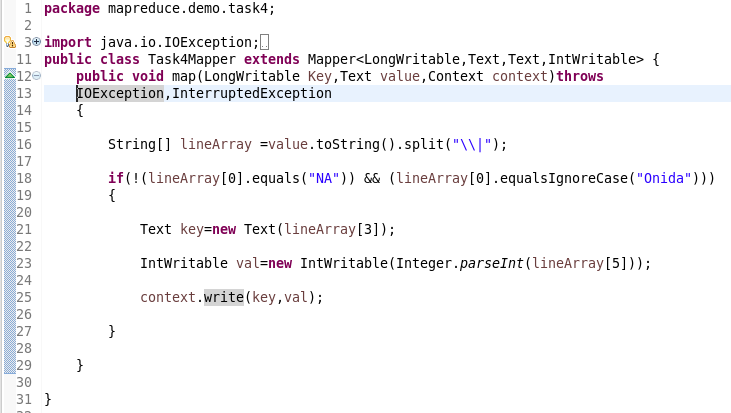 1 package mapreduce.demo.task4;
2
3 import java.io.IOException;
11 public class Task4Mapper extends Mapper<LongWritable,Text,Text,IntWritable> {
12     public void map(LongWritable Key,Text value,Context context)throws
13     IOException,InterruptedException
14     {
15
16         String[] lineArray =value.toString().split("\\|");
17
18         if(!(lineArray[0].equals("NA")) && (lineArray[0].equalsIgnoreCase("Onida")))
19         {
20
21             Text key=new Text(lineArray[3]);
22
23             IntWritable val=new IntWritable(Integer.parseInt(lineArray[5]));
24
25             context.write(key,val);
26
27         }
28
29     }
30
31 }